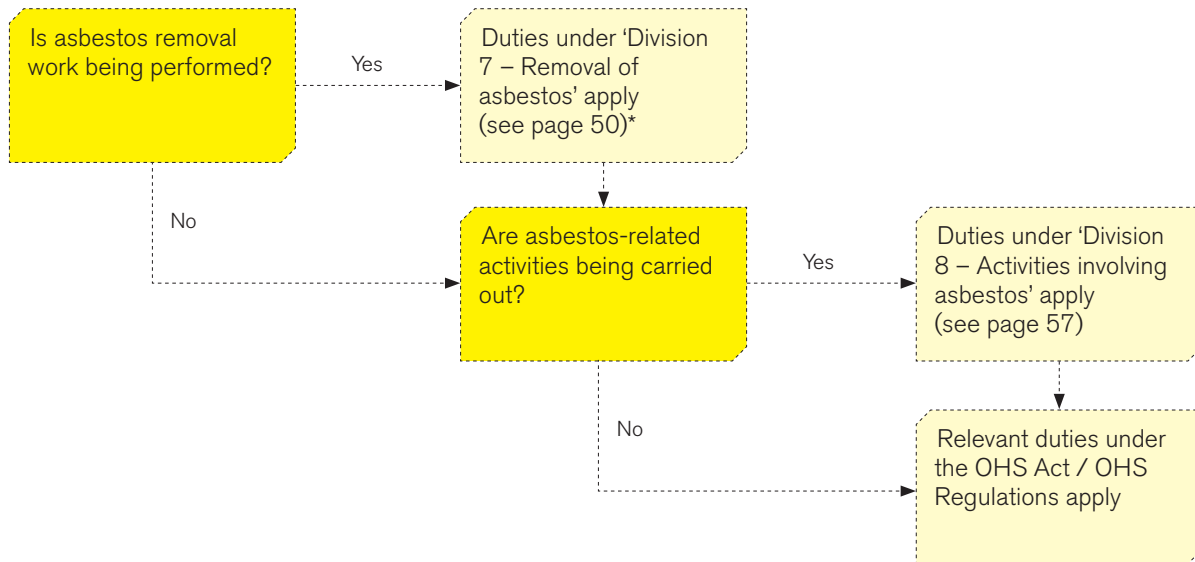 Is asbestos removal
work being performed?
Yes
Duties under ‘Division
7 – Removal of
asbestos’ apply
(see page 50)*
No
Are asbestos-related
activities being carried
out?
Yes
Duties under ‘Division
8 – Activities involving
asbestos’ apply
(see page 57)
No
Relevant duties under
the OHS Act / OHS
Regulations apply